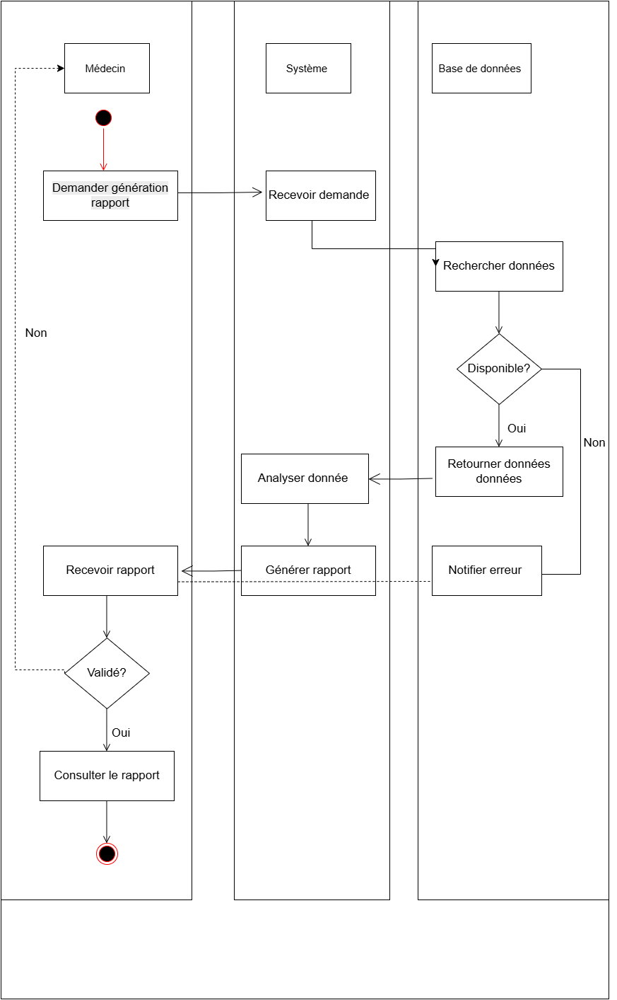 Médecin
Système
Base de données
Demander génération
rapport
Recevoir demande
Rechercher données
Non
Disponible?
Oui
Non
Retourner données
données
Analyser donnée
Recevoir rapport
Générer rapport
Notifier erreur
Validé?
Oui
Consulter le rapport